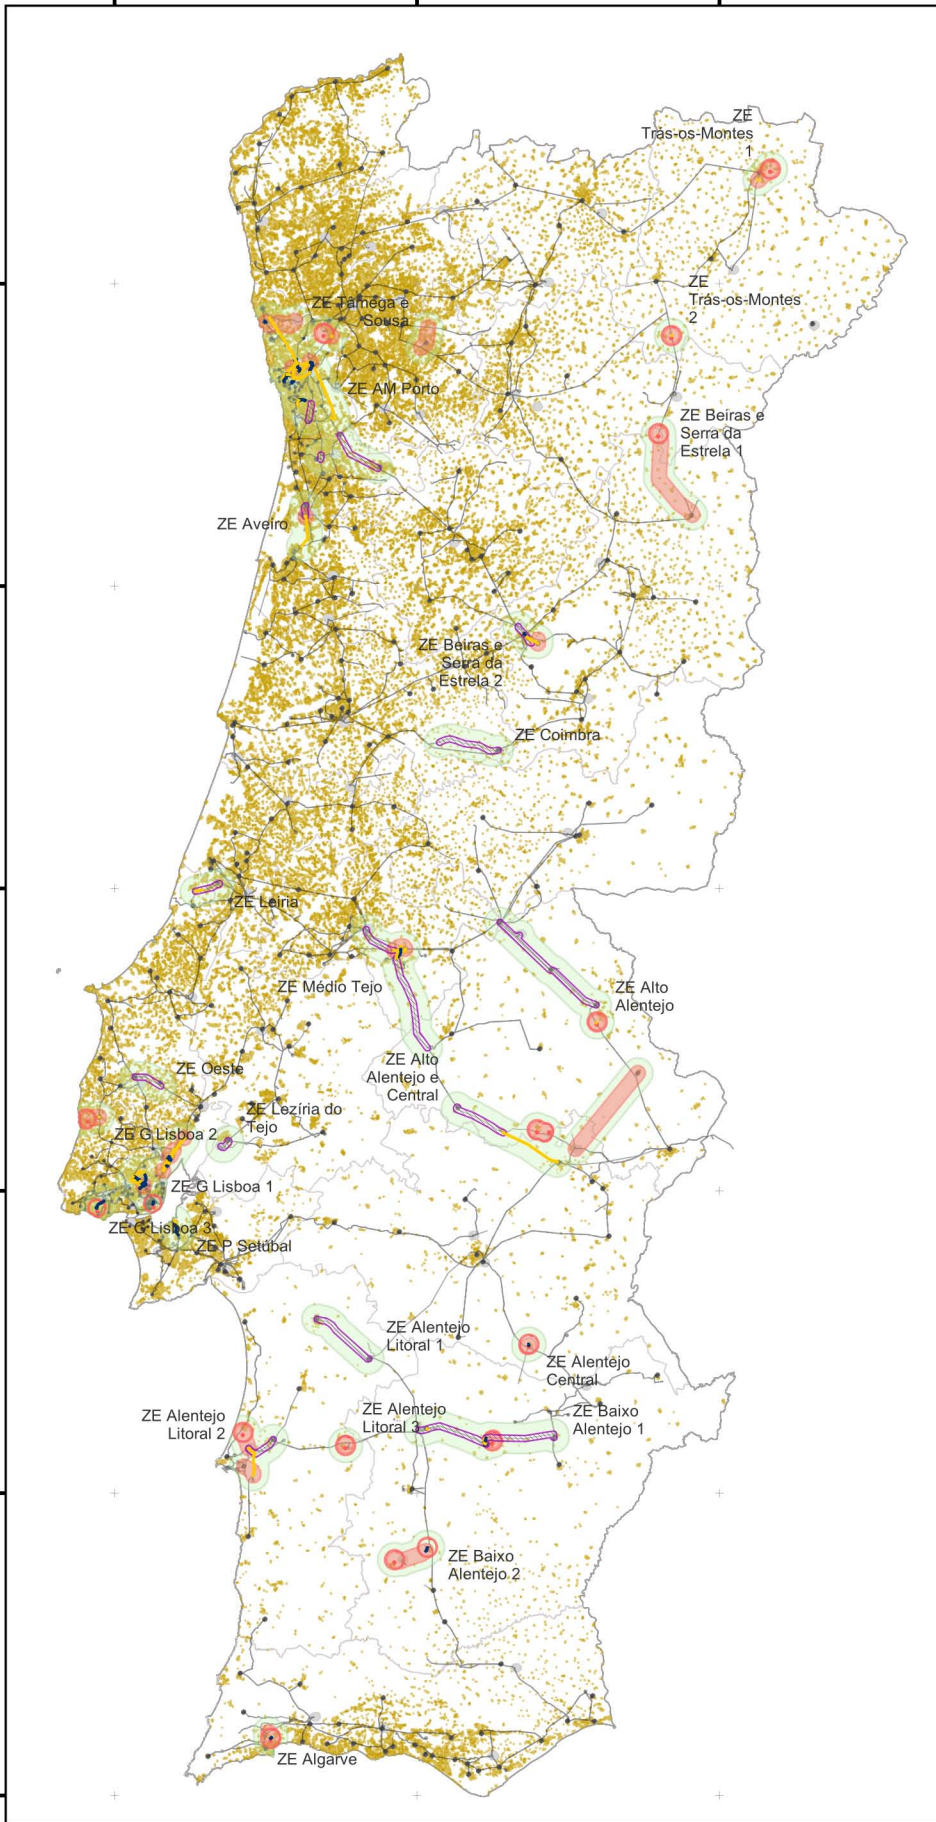 ZE
Trás-os-Montes
1
ZE
Trás-os-Montes
2
ZE Tâmega e
Sousa
ZE AM Porto
ZE Beiras e
Serra da
Estrela 1
ZE Aveiro
ZE Beiras e
Serra da
Estrela 2
ZE Coimbra
ZE Leiria
ZE Médio Tejo
ZE Alto
Alentejo
ZE Alto
Alentejo e
Central
ZE Oeste
ZE Lezíria do
Tejo
ZE G Lisboa 2
ZE G Lisboa 1
ZE G Lisboa 3
ZE P Setúbal
ZE Alentejo
Litoral 1
ZE Alentejo
Central
ZE Alentejo
Litoral 2
ZE Alentejo
Litoral 3
ZE Baixo
Alentejo 1
ZE Baixo
Alentejo 2
ZE Algarve